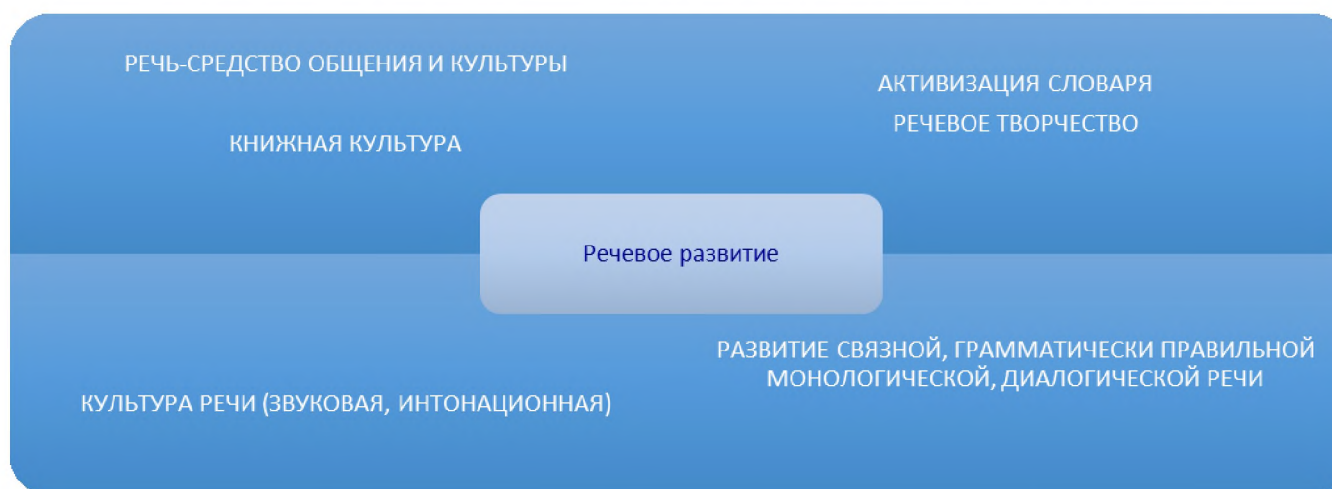 РЕЧЬ-СРЕДСТВО ОБЩЕНИЯ И КУЛЬТУРЫ
КНИЖНАЯ КУЛЬТУРА
АКТИВИЗАЦИЯ СЛОВАРЯ
РЕЧЕВОЕ ТВОРЧЕСТВО
Речевое развитие
КУЛЬТУРА РЕЧИ (ЗВУКОВАЯ, ИНТОНАЦИОННАЯ)
РАЗВИТИЕ СВЯЗНОЙ, ГРАММАТИЧЕСКИ ПРАВИЛЬНОЙ
МОНОЛОГИЧЕСКОЙ, ДИАЛОГИЧЕСКОЙ РЕЧИ